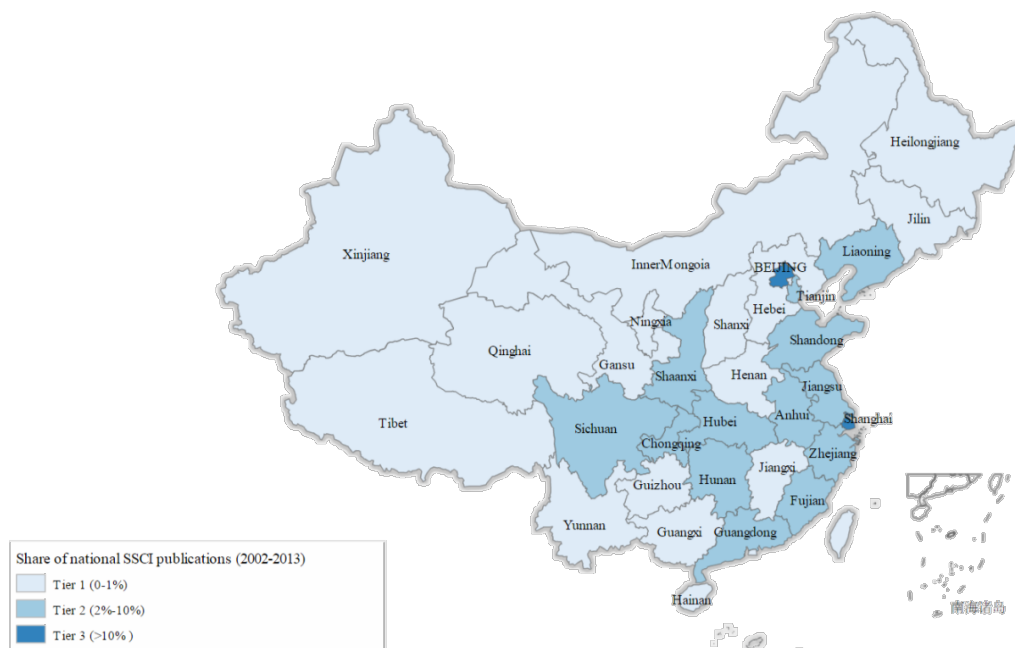 Heilongjiang
Jilin
Xinjiang
Liaoning
InnerMongoia
BEIJING
Tianjin
Hebei
Ningxia
Shanxi
Shandong
Qinghai
Gansu
Shaanxi
Henan
Jiangsu
Tibet
Sichuan
Hubei
Anhui
Shanghai
Chongqing
Zhejiang
Jiangxi
Hunan
Guizhou
Fujian
Yunnan
Guangxi
Guangdong
Hainan
南海诸岛
Share of national SSCI publications (2002-2013)
Tier 1 (0-1%)
Tier 2 (2%-10%)
Tier 3 (>10% )